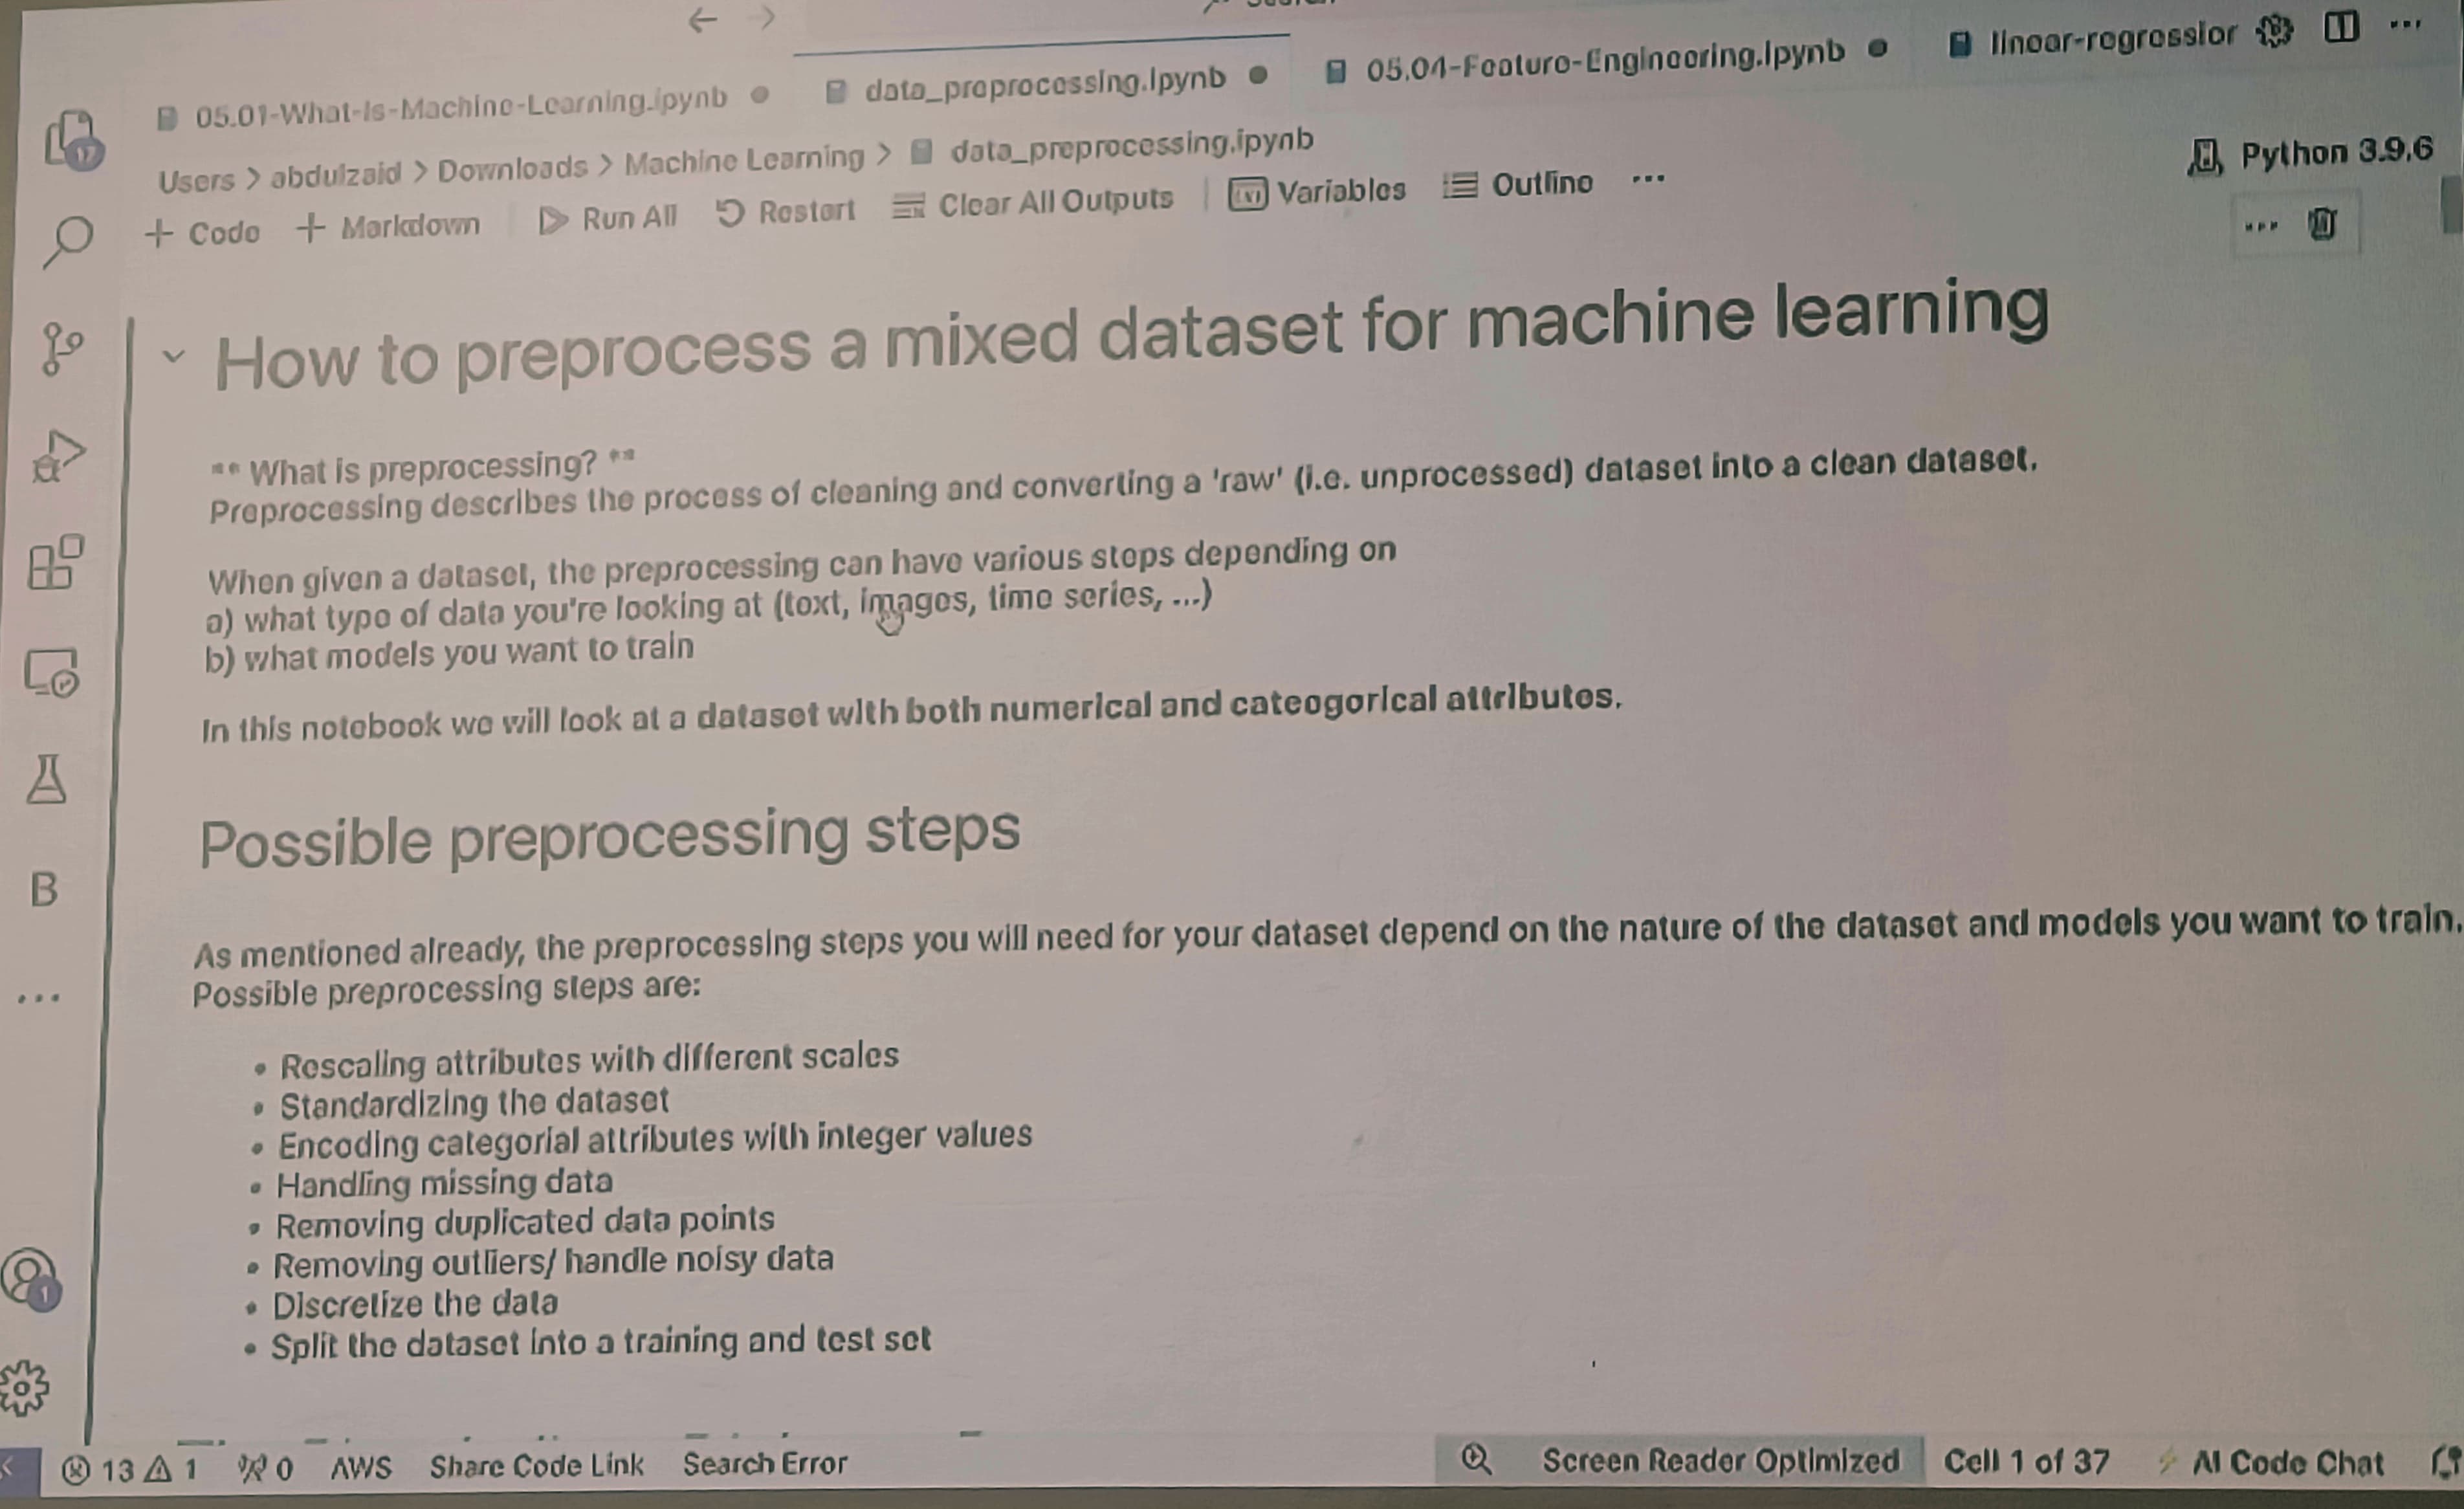 05.01-What-Is-Machine-Learning.ipynb
data_preprocessing.ipynb
05.04-Feature-Engineering.ipynb
linear-regression
17
Users > abdulzaid > Downloads > Machine Learning > data_preprocessing.ipynb
Python 3.9.6
+ Code + Markdown Run All Restart Clear All Outputs Variables Outline ...
How to preprocess a mixed dataset for machine learning
** What is preprocessing? **
Preprocessing describes the process of cleaning and converting a 'raw' (i.e. unprocessed) dataset into a clean dataset.
When given a dataset, the preprocessing can have various steps depending on
a) what type of data you're looking at (text, images, time series, ...)
b) what models you want to train
In this notebook we will look at a dataset with both numerical and cateogorical attributes.
Possible preprocessing steps
As mentioned already, the preprocessing steps you will need for your dataset depend on the nature of the dataset and models you want to train.
Possible preprocessing steps are:
• Rescaling attributes with different scales
• Standardizing the dataset
• Encoding categorial attributes with integer values
• Handling missing data
• Removing duplicated data points
• Removing outliers/ handle noisy data
• Discretize the data
• Split the dataset into a training and test set
B
1
13 1 0 AWS Share Code Link Search Error Screen Reader Optimized Cell 1 of 37 AI Code Chat